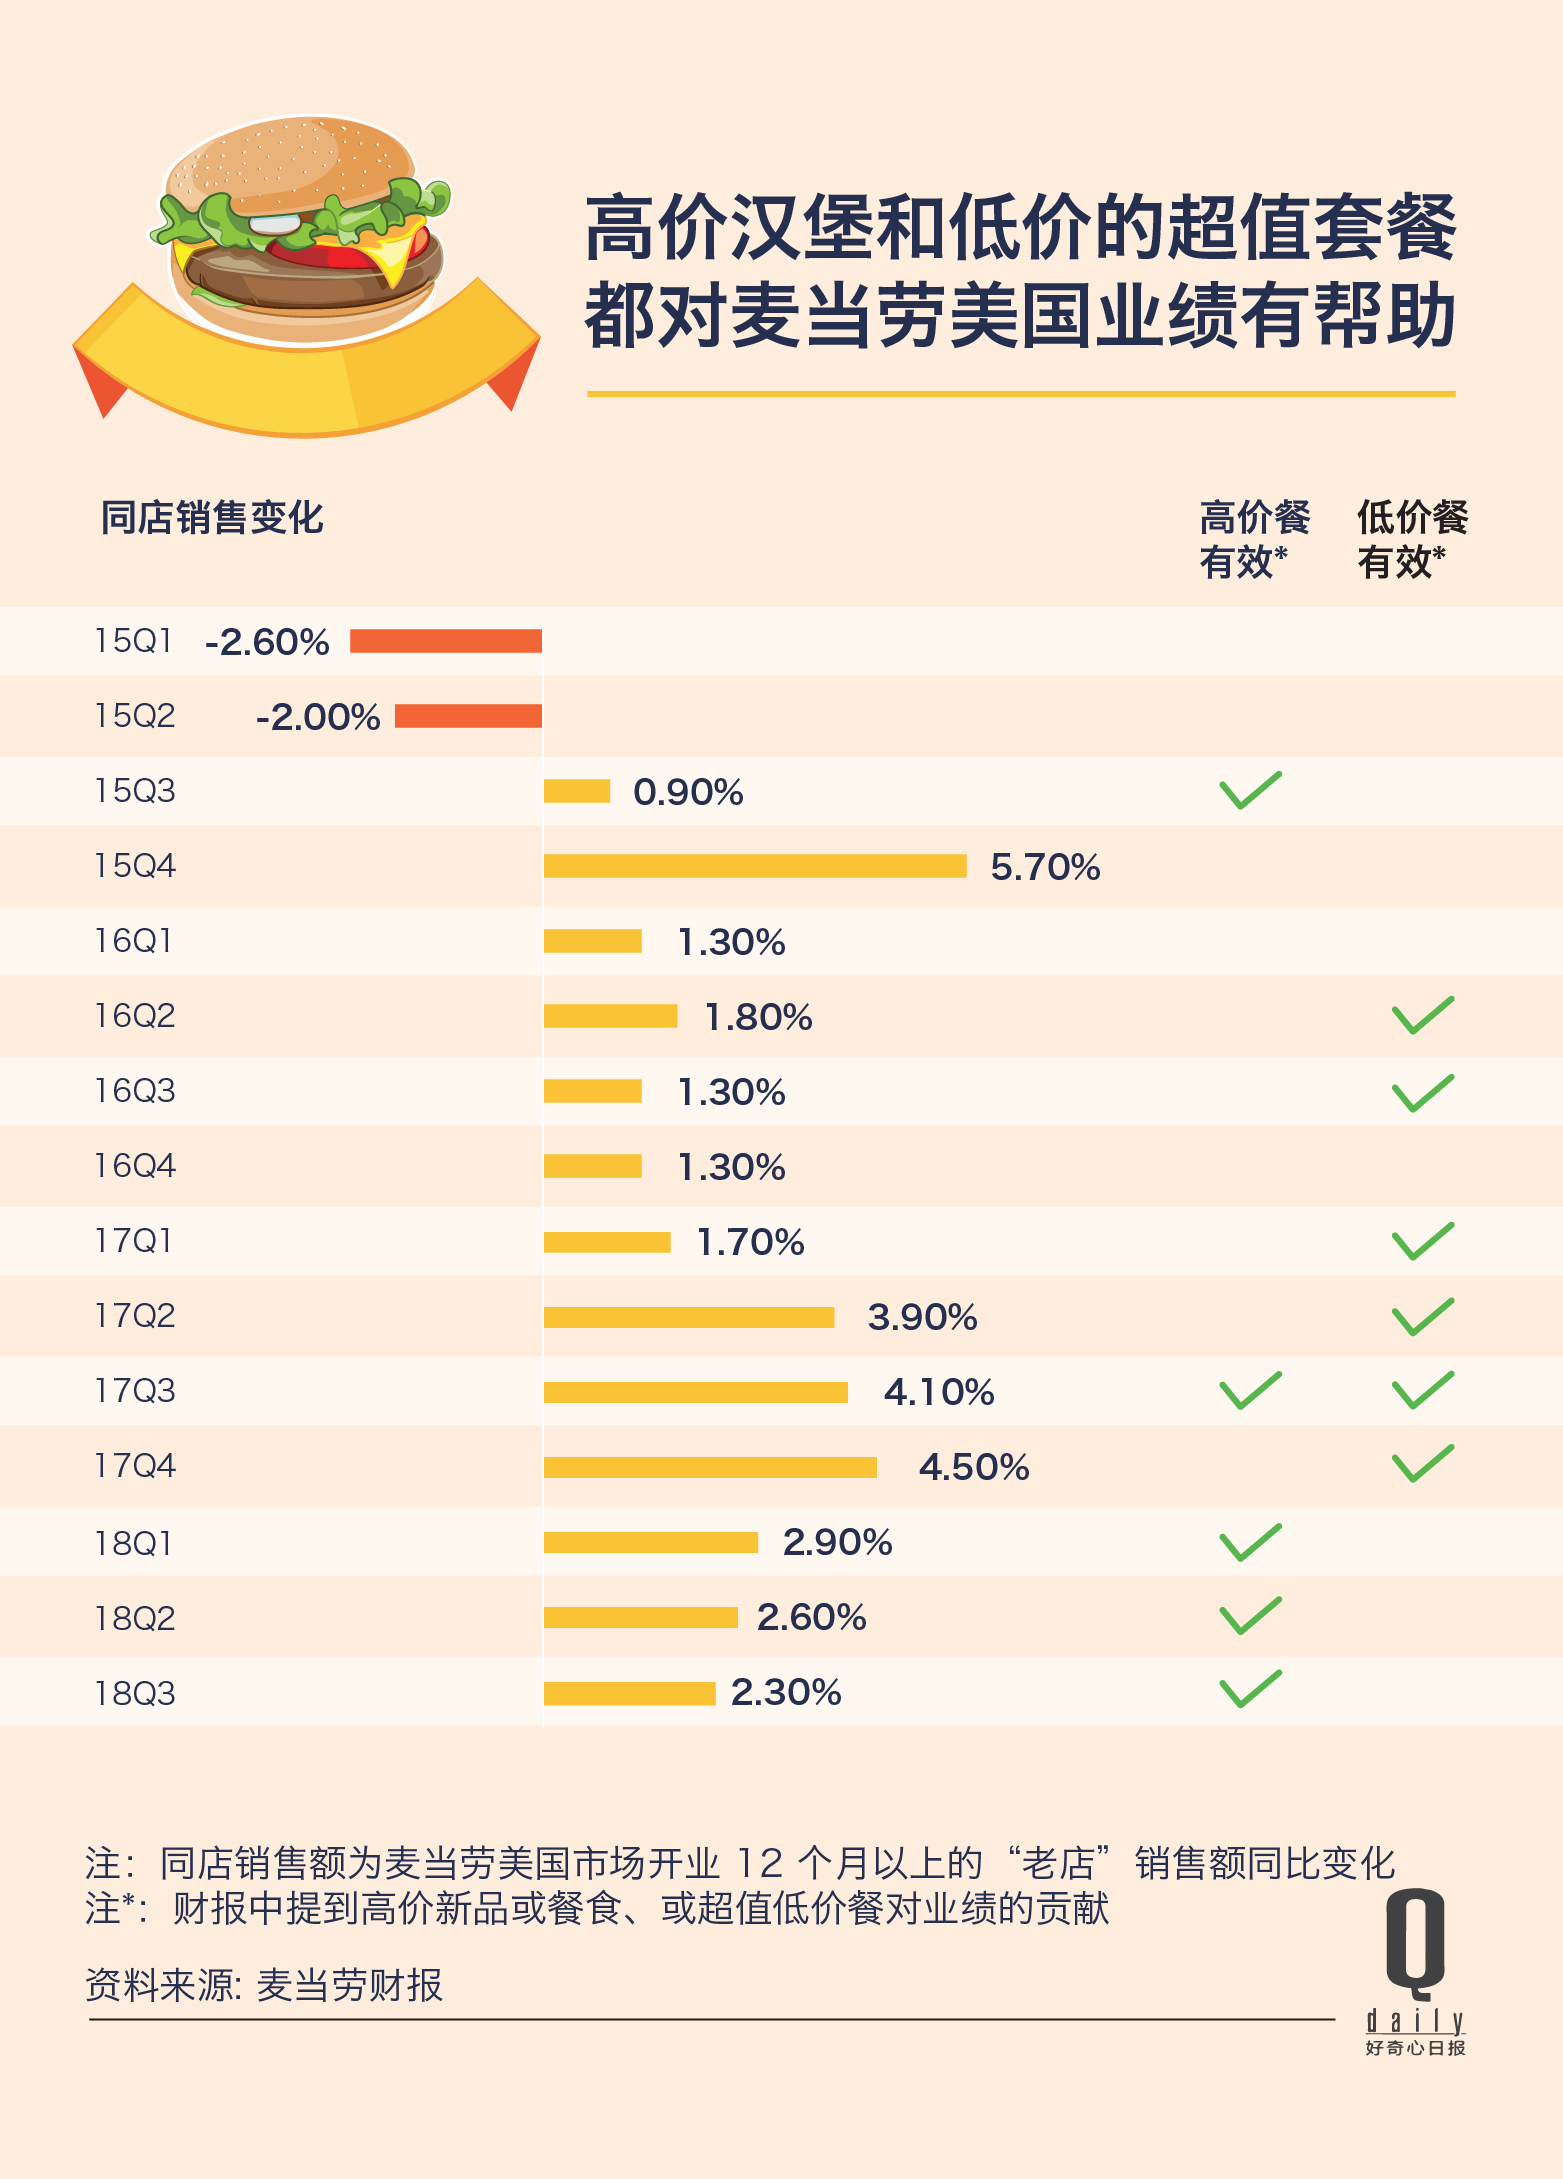 高价汉堡和低价的超值套餐
都对麦当劳美国业绩有帮助
同店销售变化
高价餐
有效*
低价餐
有效*
15Q1 -2.60%
15Q2 -2.00%
15Q3 0.90%
15Q4 5.70%
16Q1 1.30%
16Q2 1.80%
16Q3 1.30%
16Q4 1.30%
17Q1 1.70%
17Q2 3.90%
17Q3 4.10%
17Q4 4.50%
18Q1 2.90%
18Q2 2.60%
18Q3 2.30%
注：同店销售额为麦当劳美国市场开业 12 个月以上的“老店”销售额同比变化
注*：财报中提到高价新品或餐食、或超值低价餐对业绩的贡献
资料来源: 麦当劳财报
Q
daily
好奇心日报